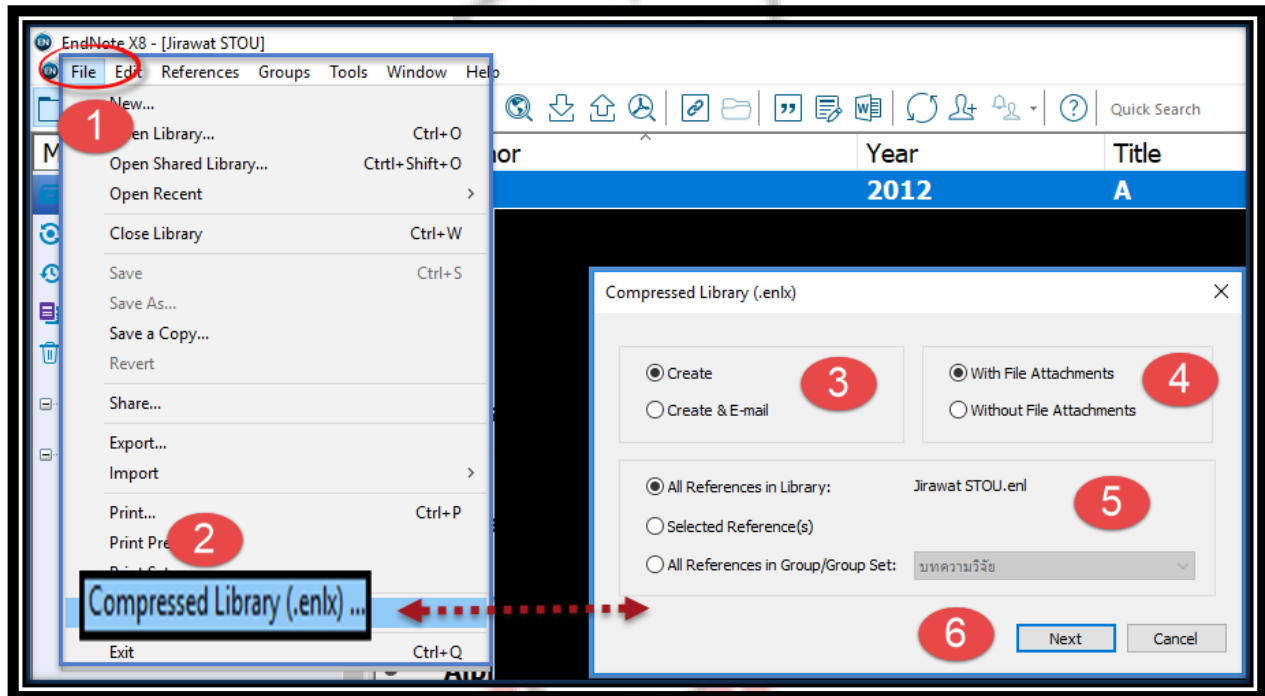 EndNote X8 - [Jirawat STOU]
File Edit References Groups Tools Window Help
1
New...
Open Library... Ctrl+O
Open Shared Library... Ctrtl+Shift+O
Open Recent
Close Library Ctrl+W
Save Ctrl+S
Save As...
Save a Copy...
Revert
Share...
Export...
Import
Print... Ctrl+P
2
Compressed Library (.enlx) ...
Exit Ctrl+Q
Quick Search
Year Title
2012 A
Compressed Library (.enlx)
Create
Create & E-mail
3
With File Attachments
Without File Attachments
4
All References in Library: Jirawat STOU.enl
Selected Reference(s)
All References in Group/Group Set: บทความวิจัย
5
6
Next Cancel